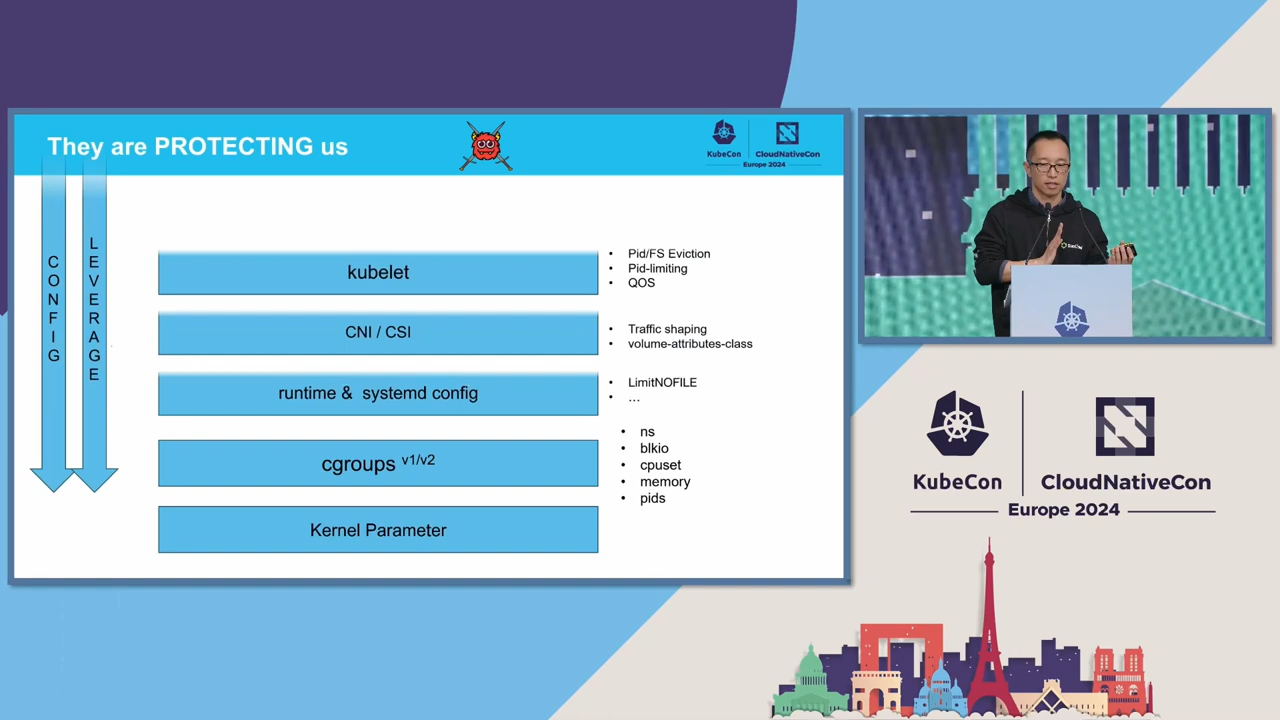 They are PROTECTING us
KubeCon
CloudNativeCon
Europe 2024
CONFIG
LEVERAGE
kubelet
• Pid/FS Eviction
• Pid-limiting
• QOS
CNI / CSI
• Traffic shaping
• volume-attributes-class
runtime & systemd config
• LimitNOFILE
• ...
cgroups v1/v2
• ns
• blkio
• cpuset
• memory
• pids
Kernel Parameter
KubeCon
CloudNativeCon
Europe 2024